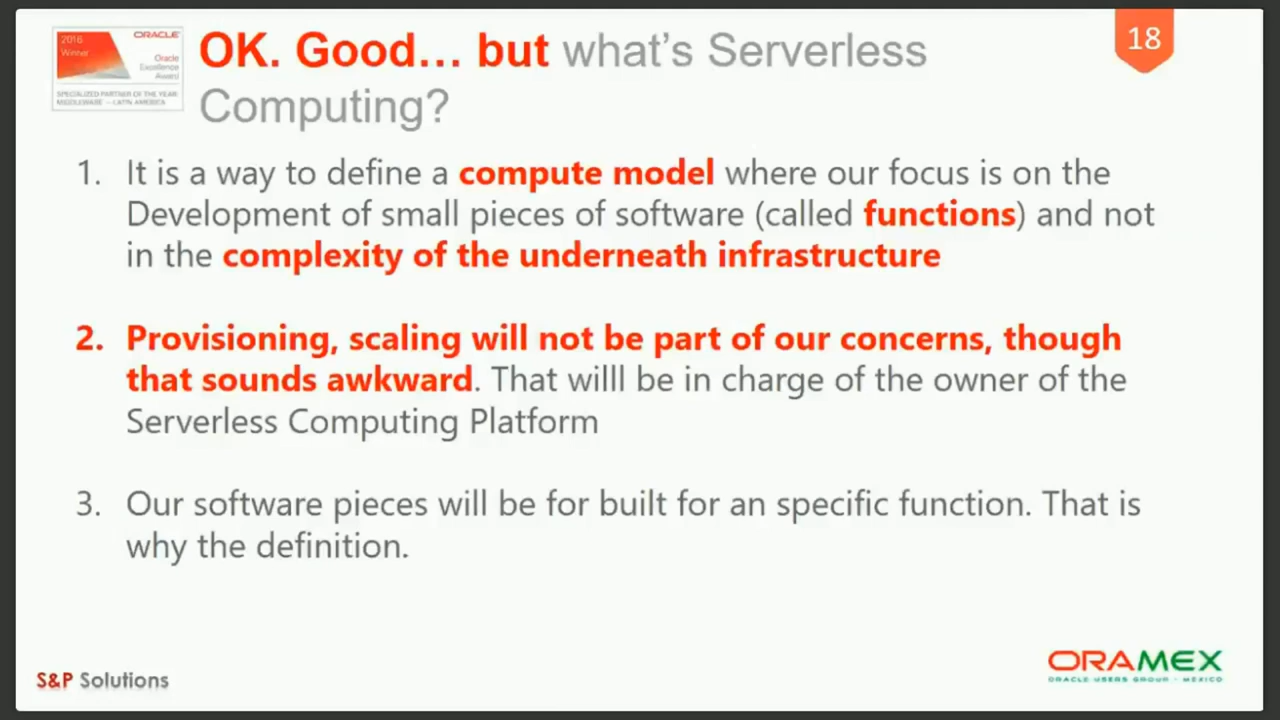 2016
Winner
ORACLE
Oracle
Excellence
Award
SPECIALIZED PARTNER OF THE YEAR
MIDDLEWARE – LATIN AMERICA
OK. Good... but what's Serverless
Computing?
18
1. It is a way to define a compute model where our focus is on the
Development of small pieces of software (called functions) and not
in the complexity of the underneath infrastructure
2. Provisioning, scaling will not be part of our concerns, though
that sounds awkward. That willl be in charge of the owner of the
Serverless Computing Platform
3. Our software pieces will be for built for an specific function. That is
why the definition.
S&P Solutions
ORAMEX
ORACLE USERS GROUP - MEXICO